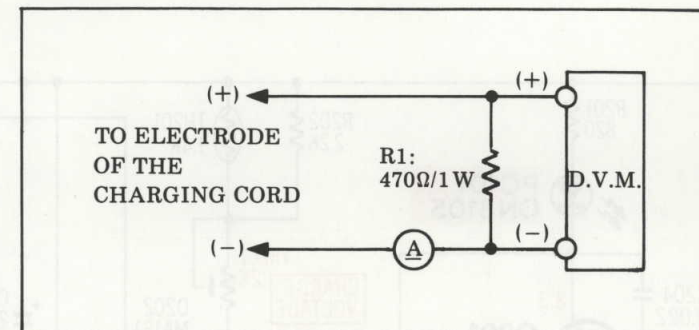 (+)
(+)
TO ELECTRODE
OF THE
CHARGING CORD
R1:
470Ω/1W
D.V.M.
(−)
A
(−)